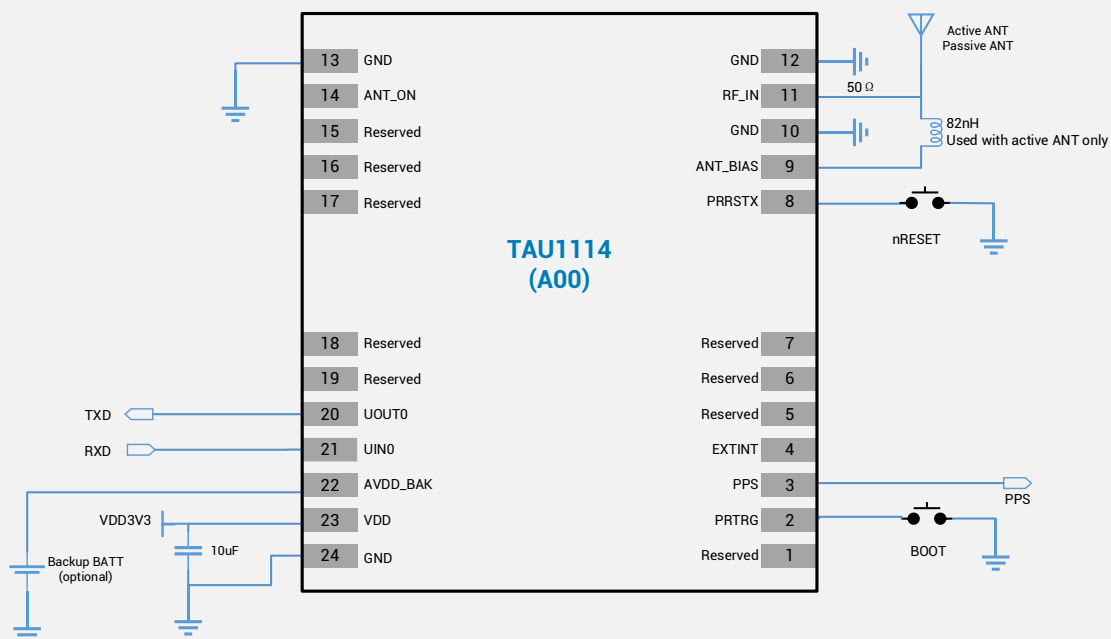 Active ANT
Passive ANT
13 GND
GND 12
50 Ω
14 ANT_ON
RF_IN 11
15 Reserved
GND 10
82nH
Used with active ANT only
16 Reserved
ANT_BIAS 9
17 Reserved
PRRSTX 8
nRESET
TAU1114
(A00)
18 Reserved
Reserved 7
19 Reserved
Reserved 6
TXD
20 UOUT0
Reserved 5
RXD
21 UIN0
EXTINT 4
22 AVDD_BAK
PPS 3
PPS
VDD3V3
23 VDD
PRTRG 2
BOOT
10uF
24 GND
Reserved 1
Backup BATT
(optional)